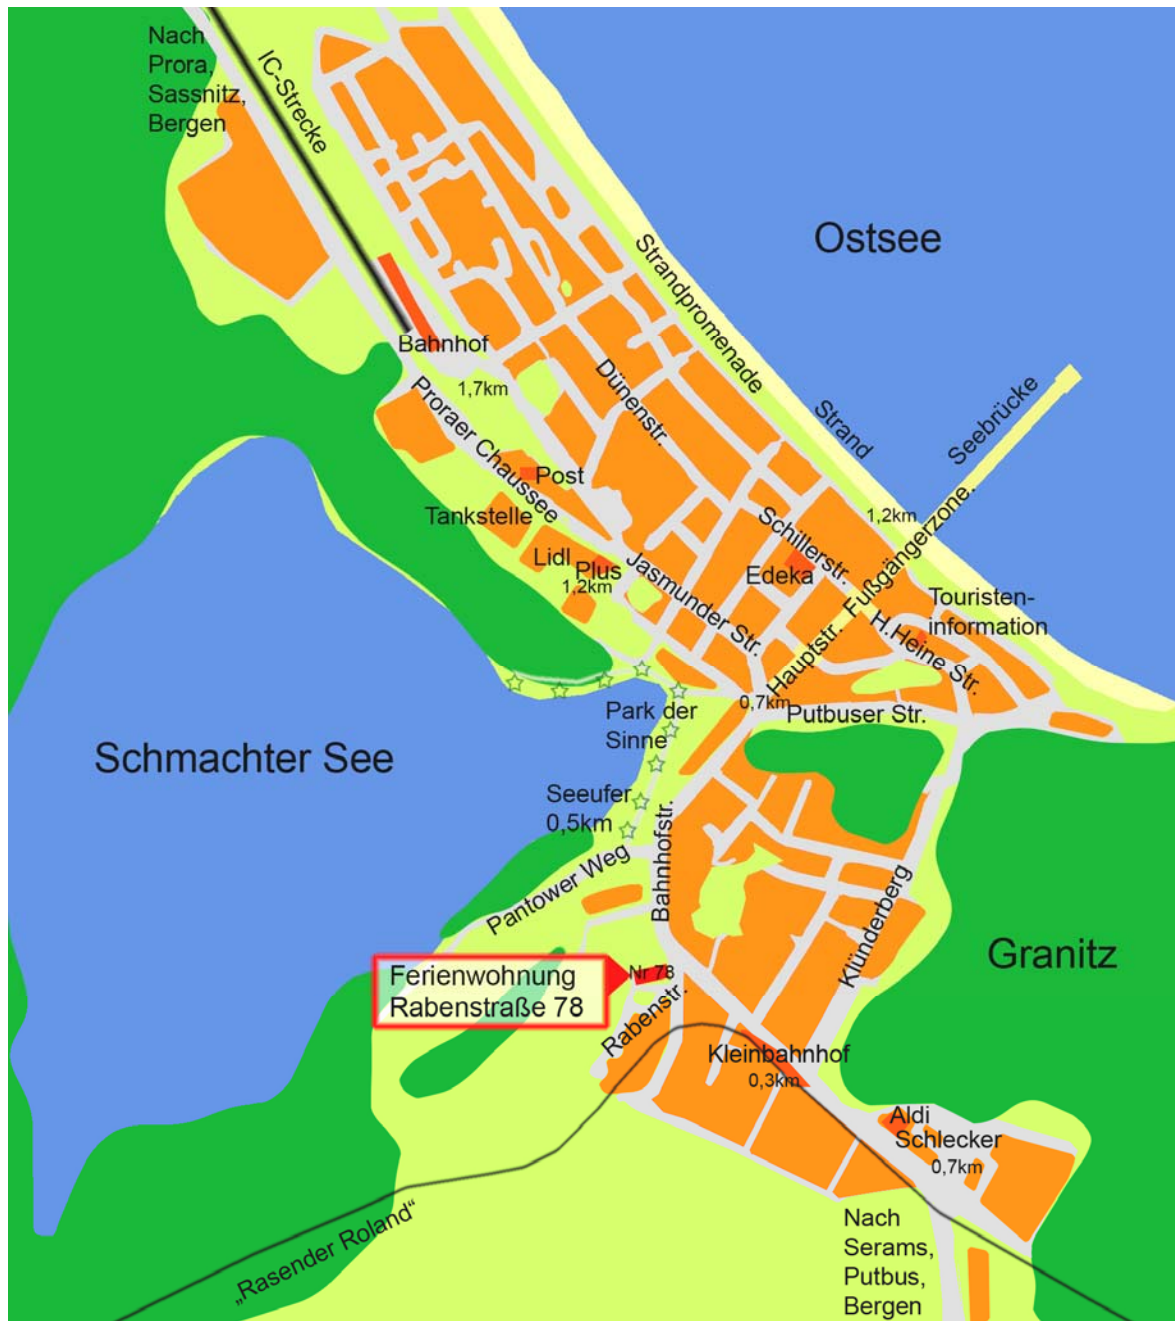 Nach
Prora,
Sassnitz,
Bergen
IC-Strecke
Ostsee
Strandpromenade
Bahnhof
1,7km
Dünenstr.
Strand
Seebrücke
Proraer Chaussee
Post
Tankstelle
Fußgängerzone.
1,2km
Schillerstr.
Lidl
Plus
1,2km
Jasmunder Str.
Edeka
Touristen-
information
H.Heine Str.
Hauptstr.
0,7km
Putbuser Str.
Park der
Sinne
Schmachter See
Seeufer
0,5km
Pantower Weg
Bahnhofstr.
Klünderberg
Granitz
Ferienwohnung
Rabenstraße 78
Nr 78
Rabenstr.
Kleinbahnhof
0,3km
Aldi
Schlecker
0,7km
„Rasender Roland“
Nach
Serams,
Putbus,
Bergen